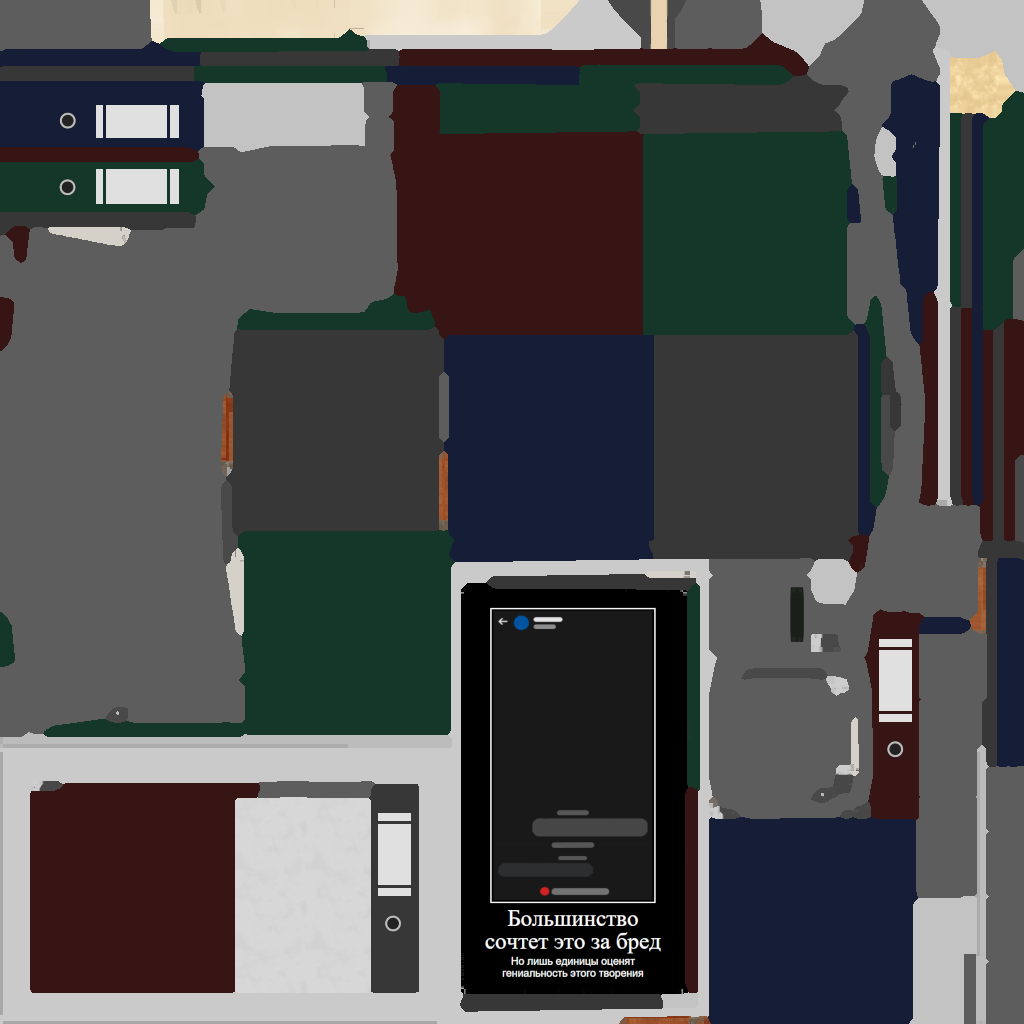 Большинство
сочтет это за бред
Но лишь единицы оценят
гениальность этого творения